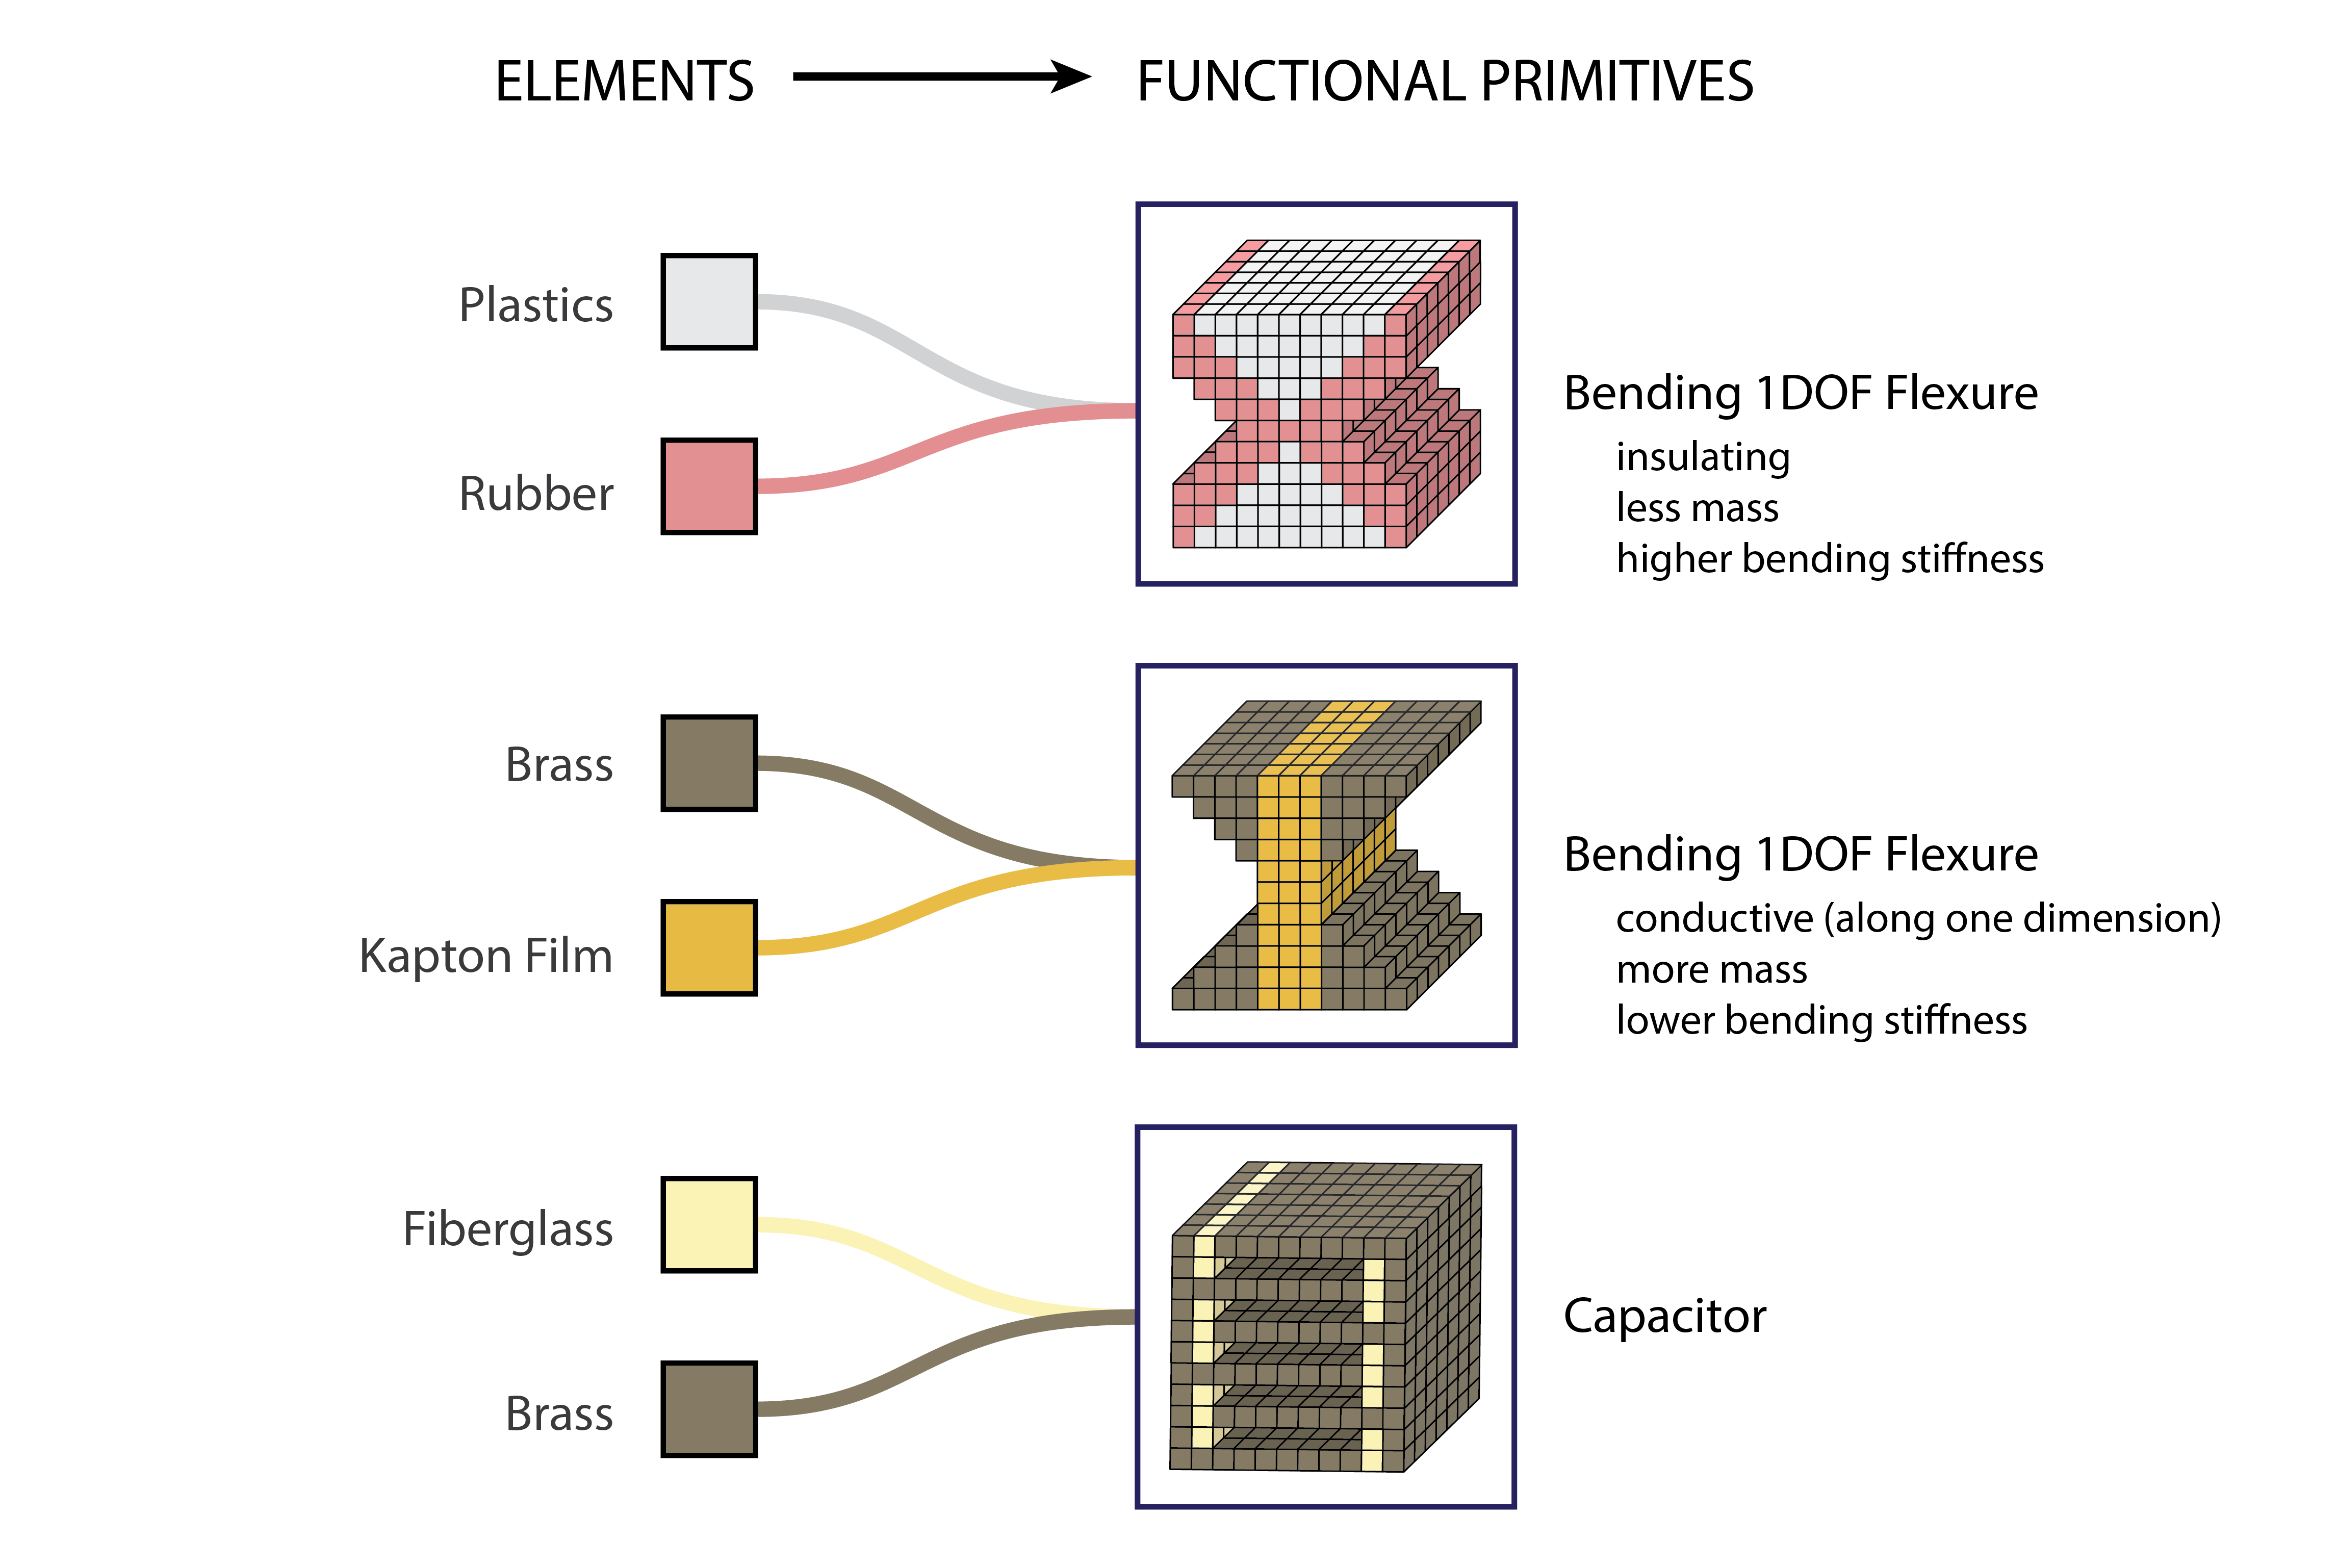 ELEMENTS
FUNCTIONAL PRIMITIVES
Plastics
Rubber
Bending 1DOF Flexure
insulating
less mass
higher bending stiffness
Brass
Kapton Film
Bending 1DOF Flexure
conductive (along one dimension)
more mass
lower bending stiffness
Fiberglass
Brass
Capacitor